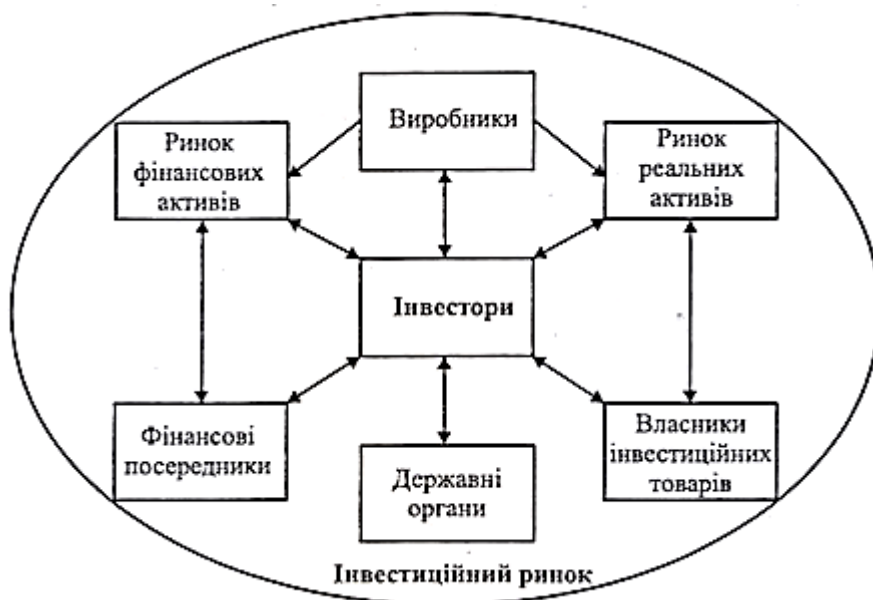 Виробники
Ринок
фінансових
активів
Ринок
реальних
активів
Інвестори
Фінансові
посередники
Державні
органи
Власники
інвестиційних
товарів
Інвестиційний ринок